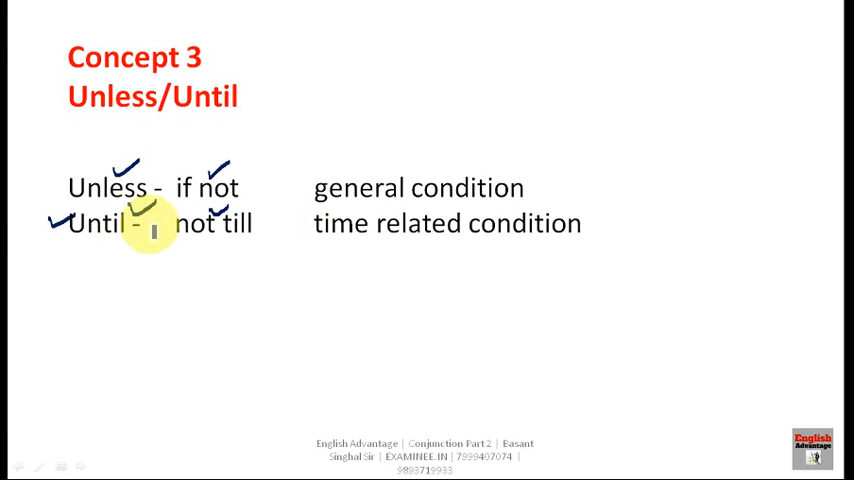 Concept 3
Unless/Until
Unless - if not general condition
Until - not till time related condition
English Advantage | Conjunction Part 2 | Basant
Singhal Sir | EXAMINEE.IN | 7999407074 |
9893719933
English
Advantage